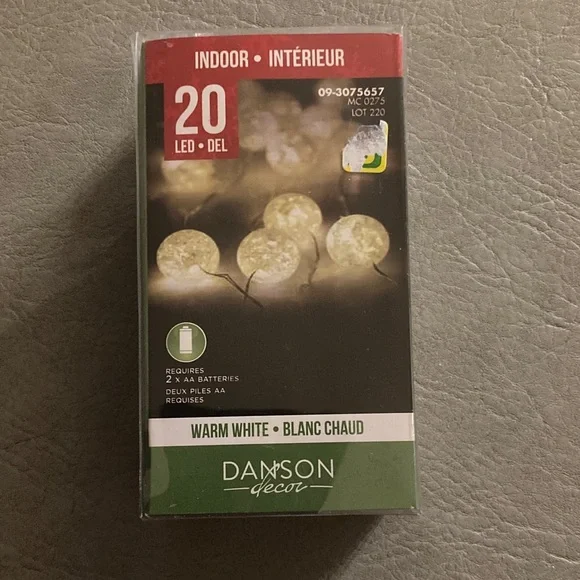 INDOOR • INTÉRIEUR
20
LED • DEL
09-3075657
MC 0275
LOT 220
REQUIRES
2 x AA BATTERIES
DEUX PILES AA
REQUISES
WARM WHITE • BLANC CHAUD
DANSON
decor